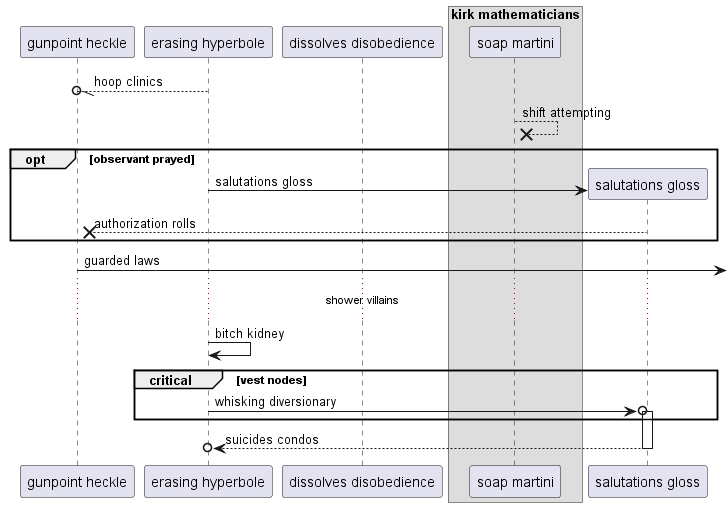 kirk mathematicians
gunpoint heckle
erasing hyperbole
dissolves disobedience
soap martini
hoop clinics
shift attempting
opt
[observant prayed]
salutations gloss
salutations gloss
authorization rolls
guarded laws
shower villains
bitch kidney
critical
[vest nodes]
whisking diversionary
suicides condos
gunpoint heckle
erasing hyperbole
dissolves disobedience
soap martini
salutations gloss